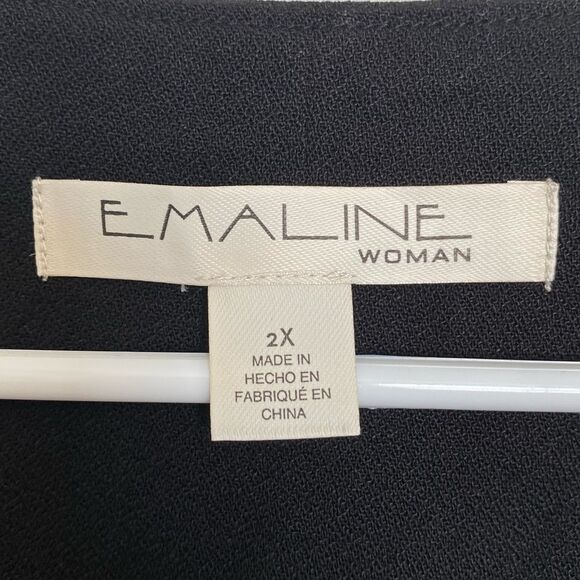 EMALINE
WOMAN
2X
MADE IN
HECHO EN
FABRIQUÉ EN
CHINA